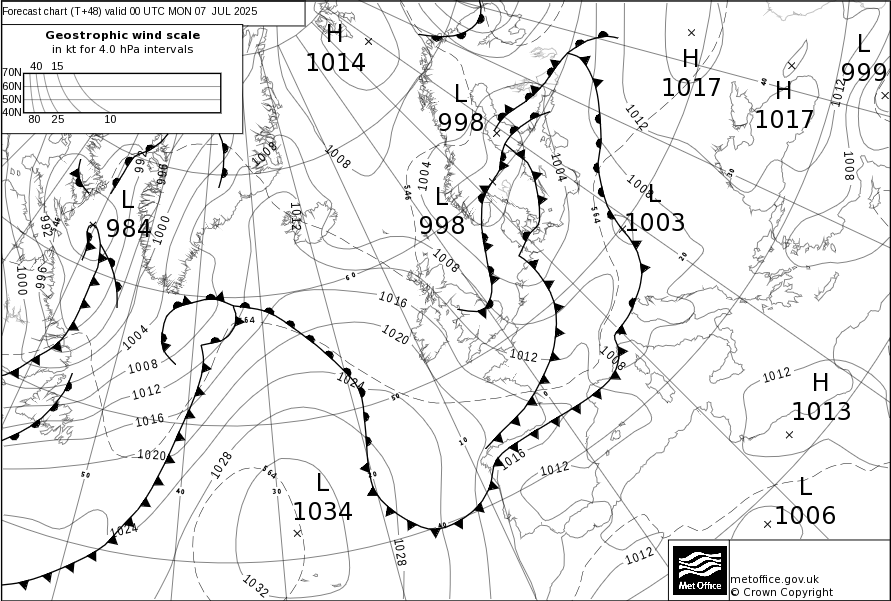 Forecast chart (T+48) valid 00 UTC MON 07 JUL 2025
Geostrophic wind scale
in kt for 4.0 hPa intervals
40 15
70N
60N
50N
40N
80 25 10
H
1014
H
1017
L
999
H
1017
40
1012
L
998
1012
1008
1008
992
996
1004
546
1004
1008
30
1008
L
984
L
998
L
1003
564
1012
992
1000
1000
996
1008
20
60
1016
1020
564
1004
1008
1012
1016
1020
1024
1012
1008
1012
H
1013
50
0
10
1016
1012
1028
564
50
40
30
L
1034
40
L
1006
1024
1028
1012
1032
Met Office
metoffice.gov.uk
© Crown Copyright